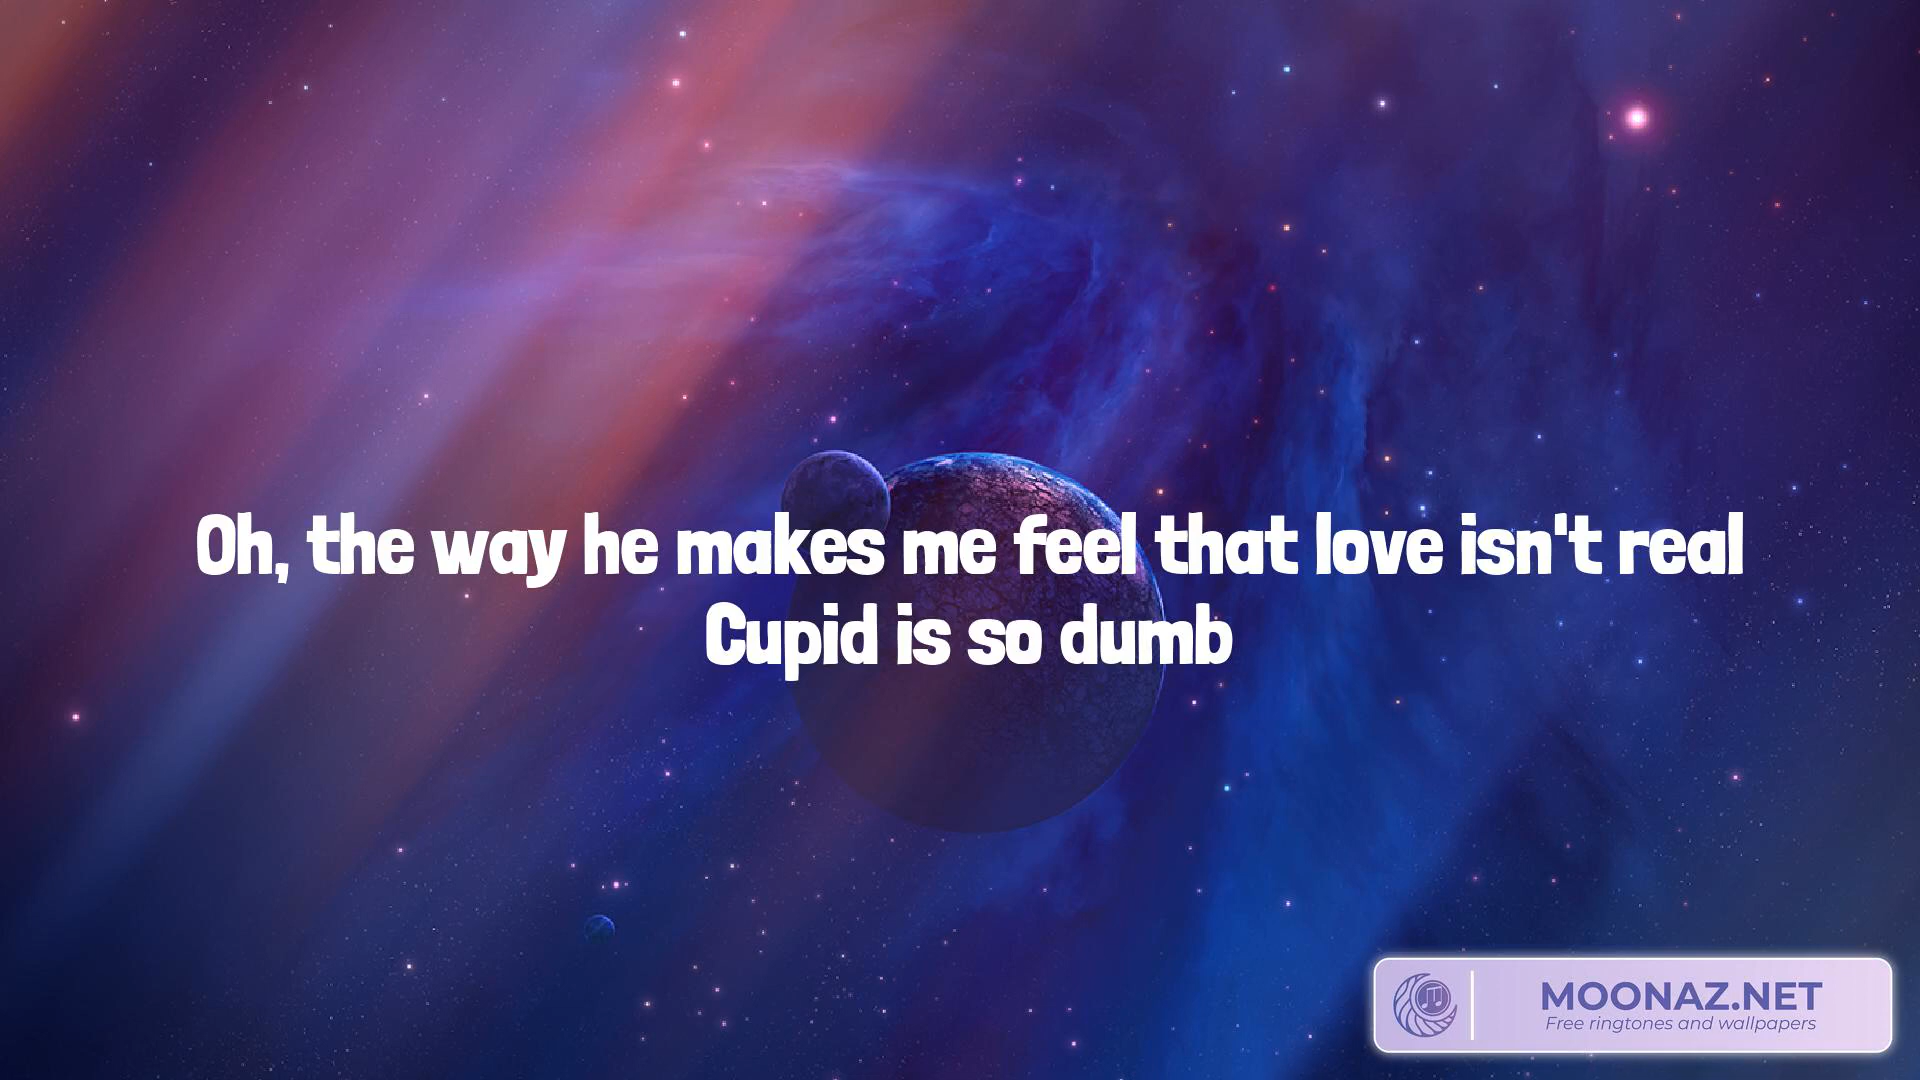 Oh, the way he makes me feel that love isn't real
Cupid is so dumb
MOONAZ.NET
Free ringtones and wallpapers